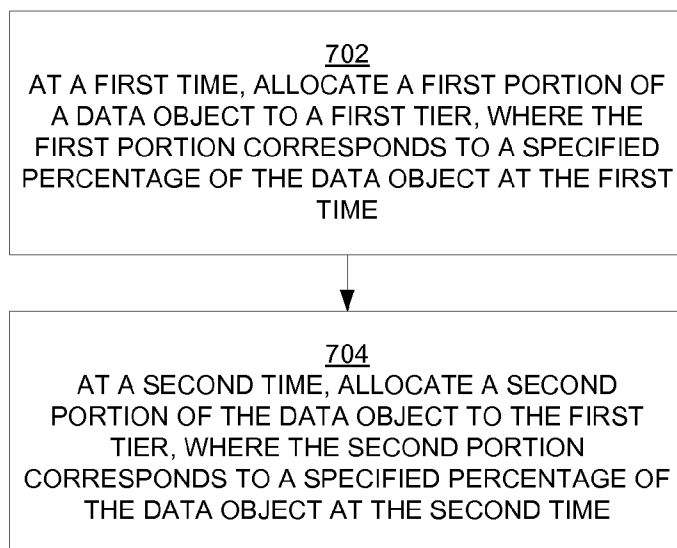 702
AT A FIRST TIME, ALLOCATE A FIRST PORTION OF
A DATA OBJECT TO A FIRST TIER, WHERE THE
FIRST PORTION CORRESPONDS TO A SPECIFIED
PERCENTAGE OF THE DATA OBJECT AT THE FIRST
TIME
704
AT A SECOND TIME, ALLOCATE A SECOND
PORTION OF THE DATA OBJECT TO THE FIRST
TIER, WHERE THE SECOND PORTION
CORRESPONDS TO A SPECIFIED PERCENTAGE OF
THE DATA OBJECT AT THE SECOND TIME